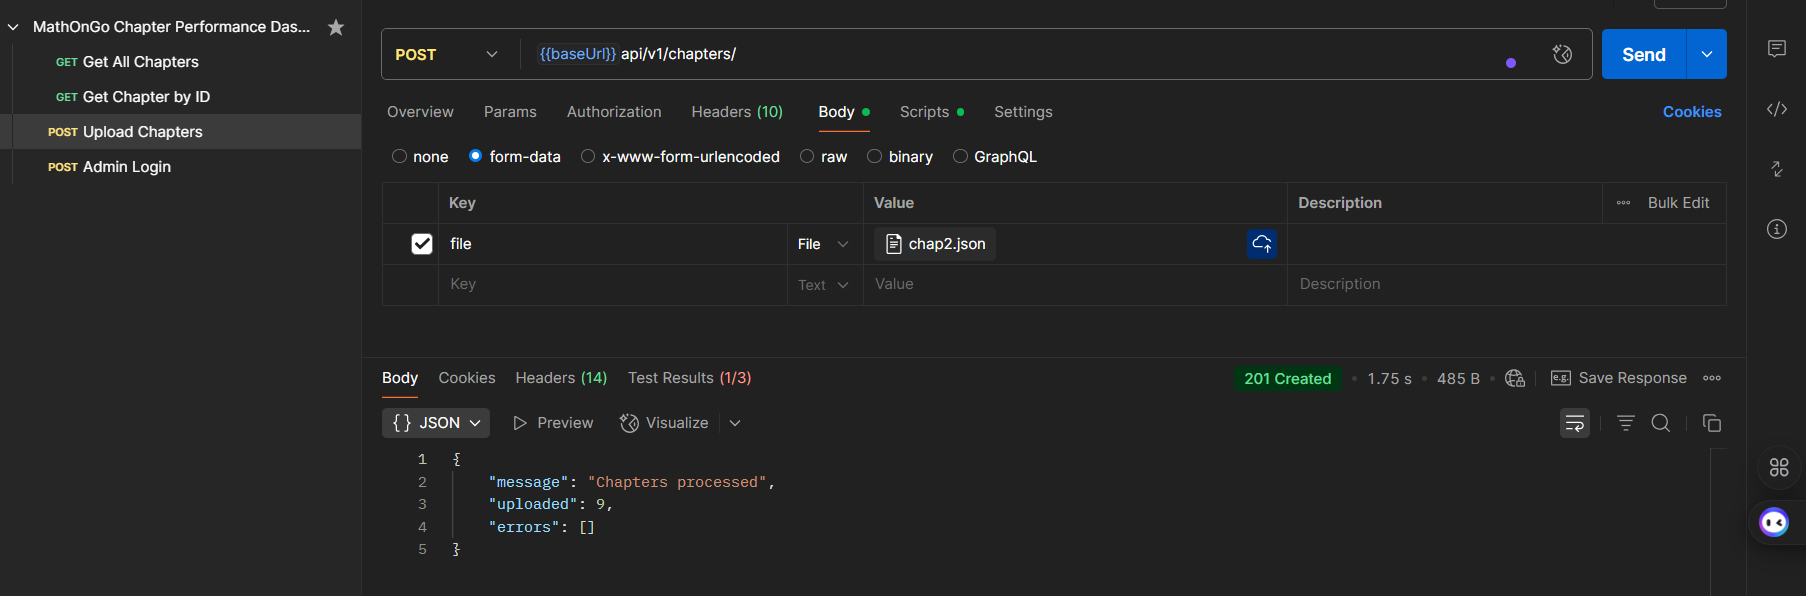 MathOnGo Chapter Performance Das...
GET Get All Chapters
GET Get Chapter by ID
POST Upload Chapters
POST Admin Login
POST {{baseUrl}} api/v1/chapters/ Send
Overview Params Authorization Headers (10) Body Scripts Settings Cookies
none form-data x-www-form-urlencoded raw binary GraphQL
Key Value Description Bulk Edit
file File chap2.json
Key Text Value Description
Body Cookies Headers (14) Test Results (1/3) 201 Created 1.75 s 485 B e.g. Save Response
{} JSON Preview Visualize
1 {
2 "message": "Chapters processed",
3 "uploaded": 9,
4 "errors": []
5 }